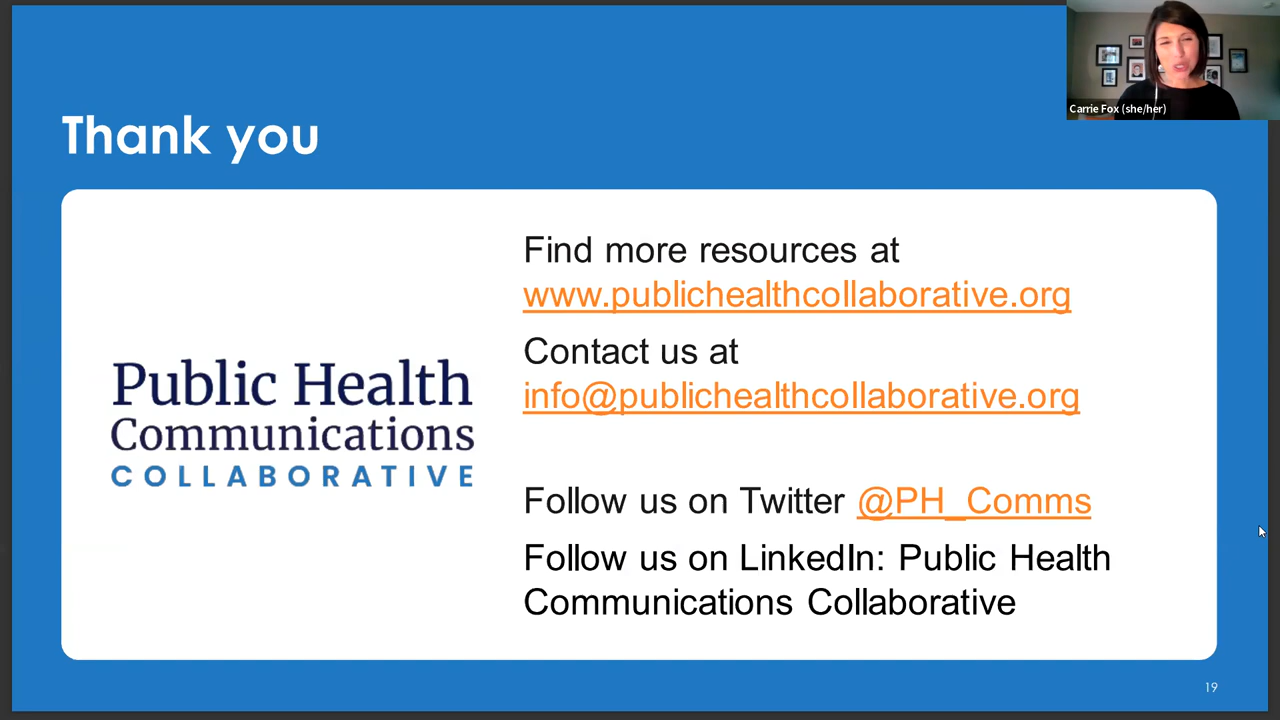 Carrie Fox (she/her)
Thank you
Find more resources at
www.publichealthcollaborative.org
Contact us at
info@publichealthcollaborative.org
Public Health
Communications
COLLABORATIVE
Follow us on Twitter @PH_Comms
Follow us on LinkedIn: Public Health
Communications Collaborative
19